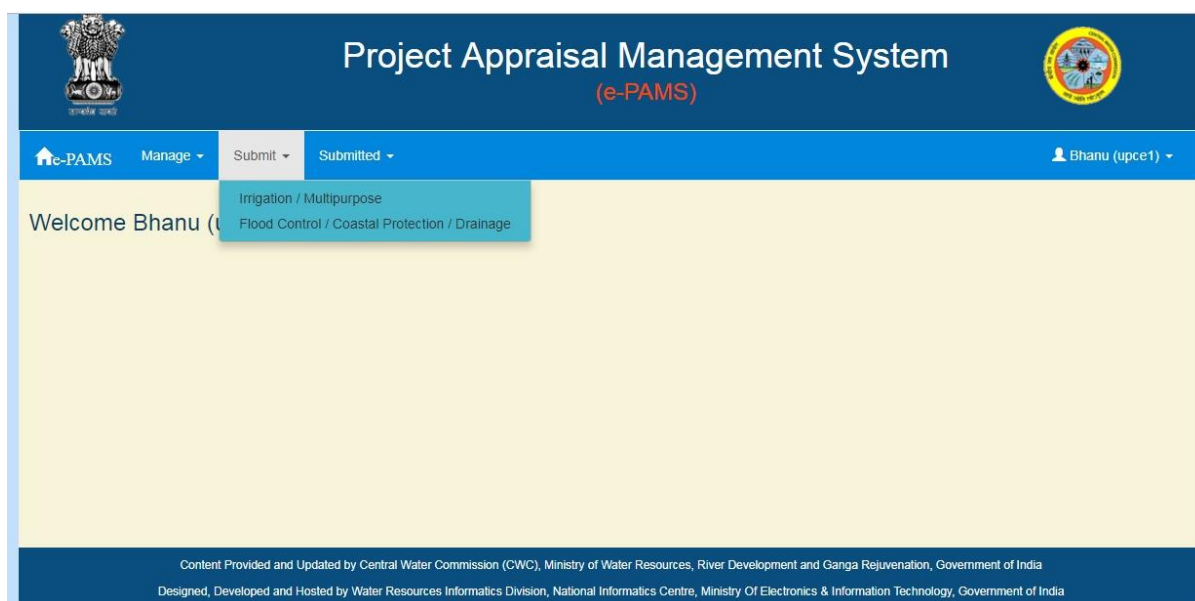 Project Appraisal Management System
(e-PAMS)
सत्यमेव जयते
e-PAMS Manage Submit Submitted Bhanu (upce1)
Irrigation / Multipurpose
Welcome Bhanu (
Flood Control / Coastal Protection / Drainage
Content Provided and Updated by Central Water Commission (CWC), Ministry of Water Resources, River Development and Ganga Rejuvenation, Government of India
Designed, Developed and Hosted by Water Resources Informatics Division, National Informatics Centre, Ministry Of Electronics & Information Technology, Government of India